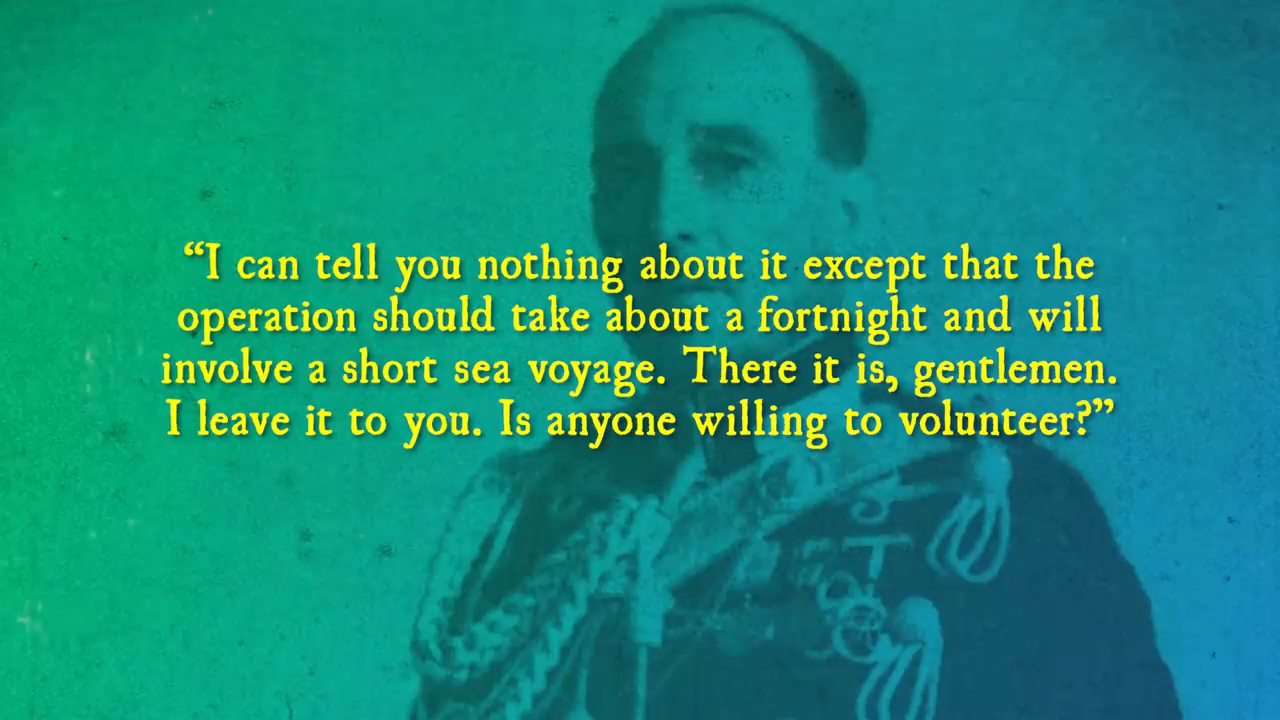 “I can tell you nothing about it except that the
operation should take about a fortnight and will
involve a short sea voyage. There it is, gentlemen.
I leave it to you. Is anyone willing to volunteer?”